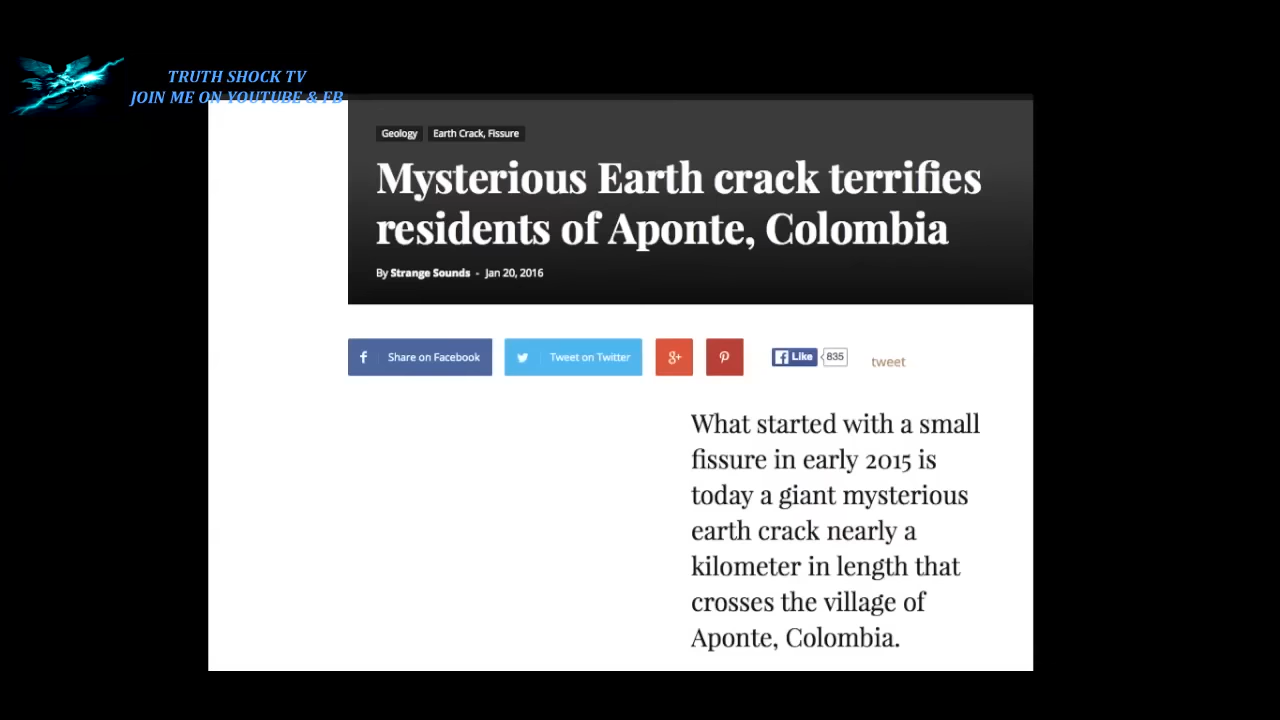 TRUTH SHOCK TV
JOIN ME ON YOUTUBE & FB
Geology
Earth Crack, Fissure
Mysterious Earth crack terrifies
residents of Aponte, Colombia
By Strange Sounds - Jan 20, 2016
f Share on Facebook
Tweet on Twitter
g+
f Like 835
tweet
What started with a small
fissure in early 2015 is
today a giant mysterious
earth crack nearly a
kilometer in length that
crosses the village of
Aponte, Colombia.